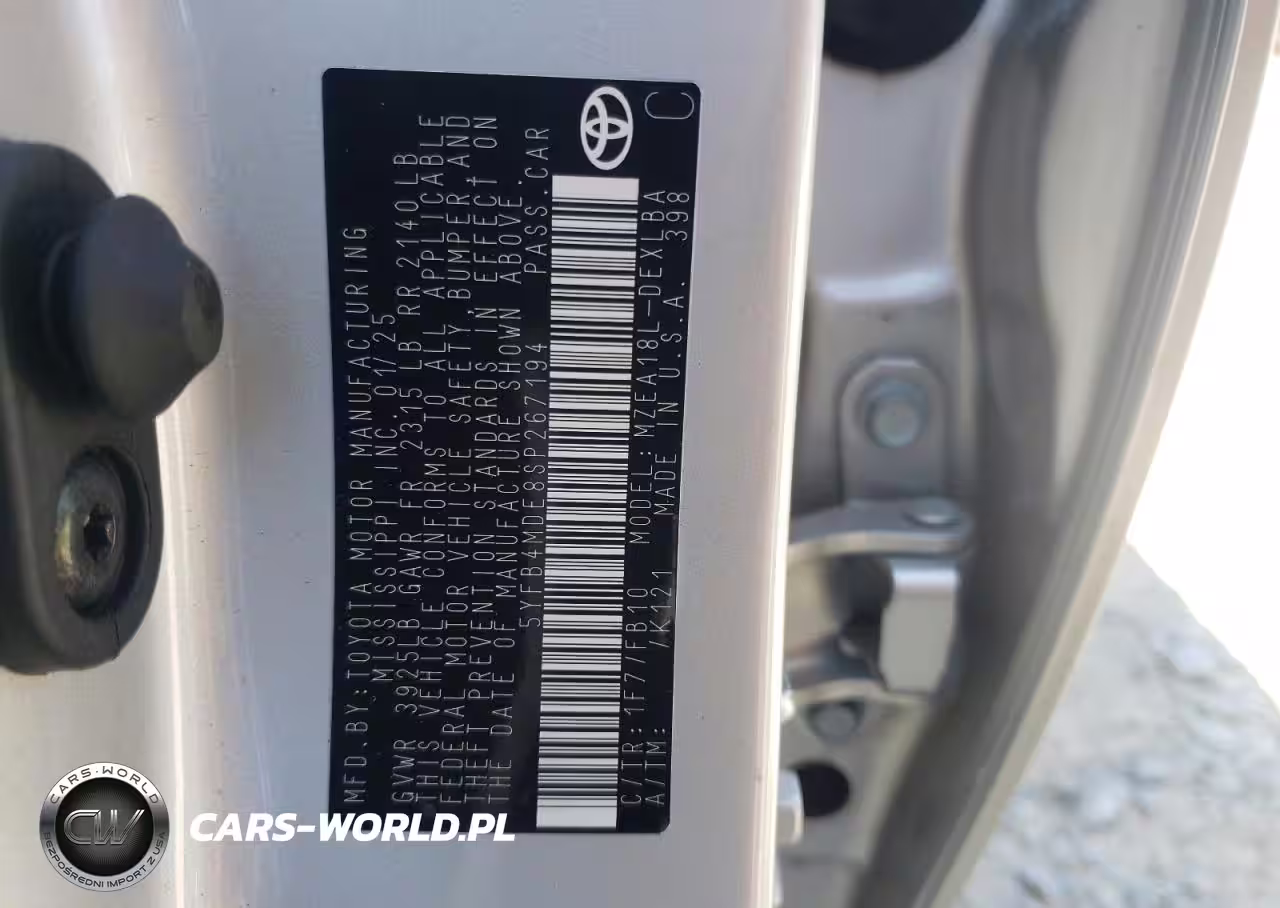 MFD.BY:TOYOTA MOTOR MANUFACTURING
MISSISSIPPI INC. 01/25
GVWR 3925LB GAWR FR 2315 LB RR 2140LB
THIS VEHICLE CONFORMS TO ALL APPLICABLE
FEDERAL MOTOR VEHICLE SAFETY, BUMPER, AND
THEFT PREVENTION STANDARDS IN EFFECT ON
THE DATE OF MANUFACTURE SHOWN ABOVE.
5YFB4MDE8SP267194 PASS.CAR
C/TR: 1F7/FB10 MODEL:MZEA18L-DEXLBA
A/TM: /K121 MADE IN U.S.A. 398
C
CARS-WORLD
CW
BEZPOŚREDNI IMPORT Z USA
CARS-WORLD.PL